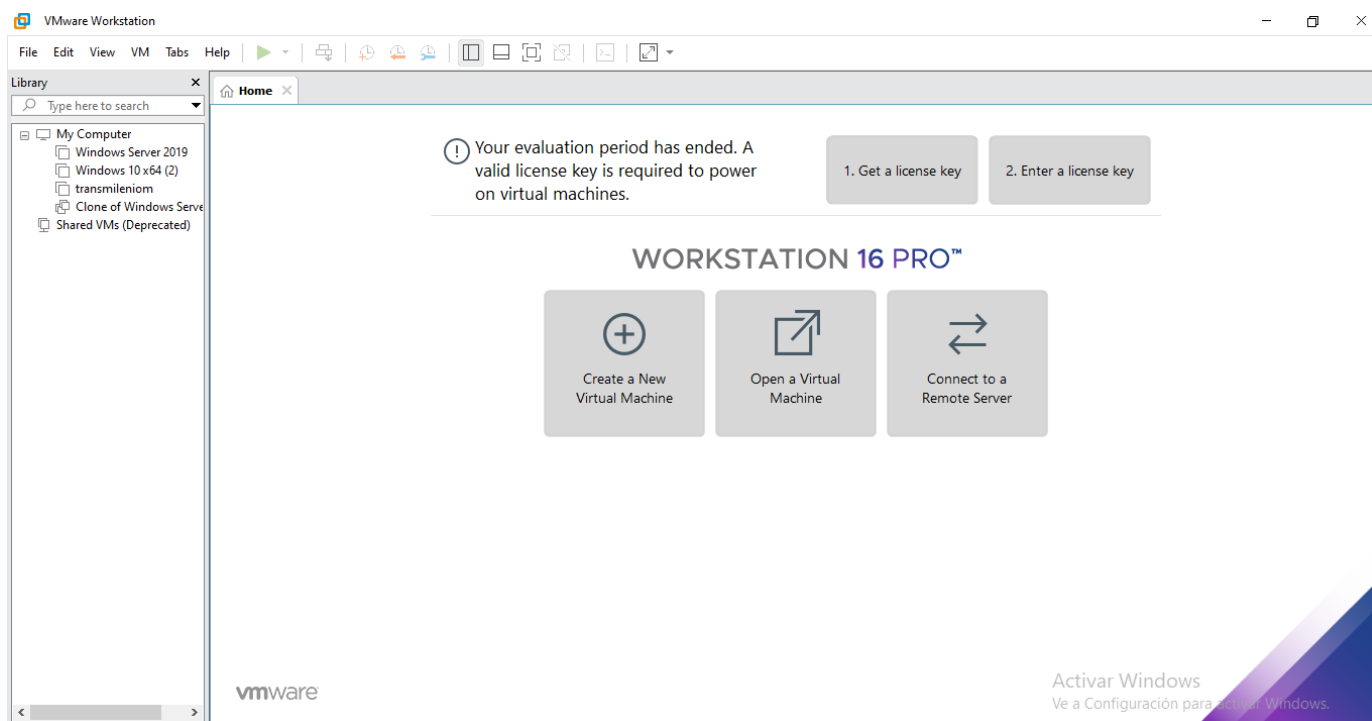 VMware Workstation
File Edit View VM Tabs Help
Library
Type here to search
My Computer
Windows Server 2019
Windows 10 x64 (2)
transmileniom
Clone of Windows Serve
Shared VMs (Deprecated)
Home
Your evaluation period has ended. A
valid license key is required to power
on virtual machines.
1. Get a license key
2. Enter a license key
WORKSTATION 16 PRO™
Create a New
Virtual Machine
Open a Virtual
Machine
Connect to a
Remote Server
vmware
Activar Windows
Ve a Configuración para activar Windows.